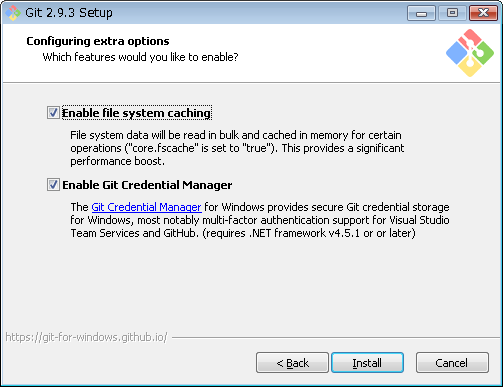 Git 2.9.3 Setup
Configuring extra options
Which features would you like to enable?
Enable file system caching
File system data will be read in bulk and cached in memory for certain
operations ("core.fscache" is set to "true"). This provides a significant
performance boost.
Enable Git Credential Manager
The Git Credential Manager for Windows provides secure Git credential storage
for Windows, most notably multi-factor authentication support for Visual Studio
Team Services and GitHub. (requires .NET framework v4.5.1 or or later)
https://git-for-windows.github.io/
< Back
Install
Cancel